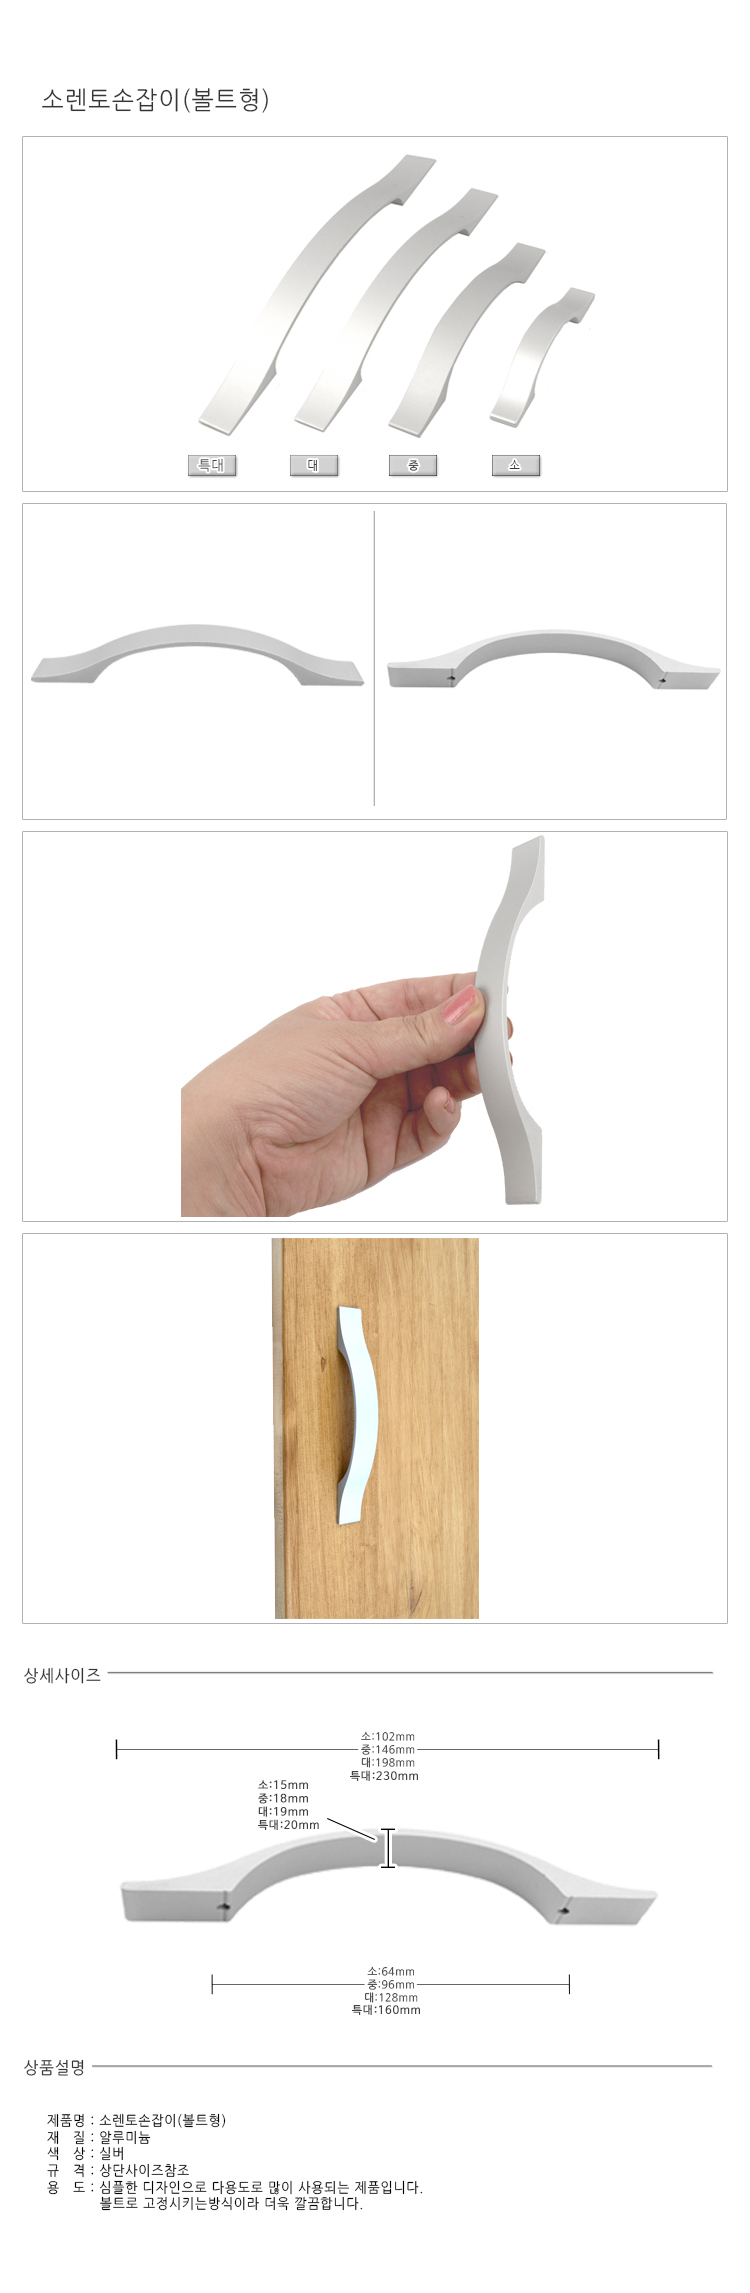 소렌토손잡이(볼트형)
특대
대
중
소
상세사이즈
소:102mm
중:146mm
대:198mm
특대:230mm
소:15mm
중:18mm
대:19mm
특대:20mm
소:64mm
중:96mm
대:128mm
특대:160mm
상품설명
제품명 : 소렌토손잡이(볼트형)
재 질 : 알루미늄
색 상 : 실버
규 격 : 상단사이즈참조
용 도 : 심플한 디자인으로 다용도로 많이 사용되는 제품입니다.
볼트로 고정시키는방식이라 더욱 깔끔합니다.